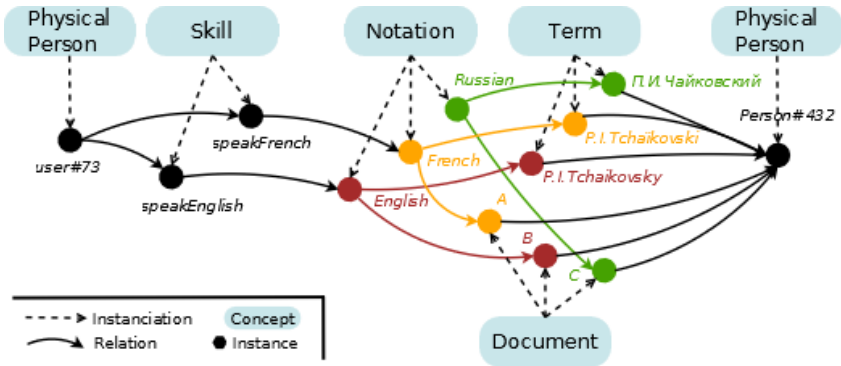 Physical
Person
Skill
Notation
Term
Physical
Person
Russian
П.И.Чайковский
Person#432
speakFrench
P.I.Tchaïkovski
user#73
French
P.I.Tchaikovsky
speakEnglish
English
A
B
C
Instanciation
Concept
Relation
Instance
Document